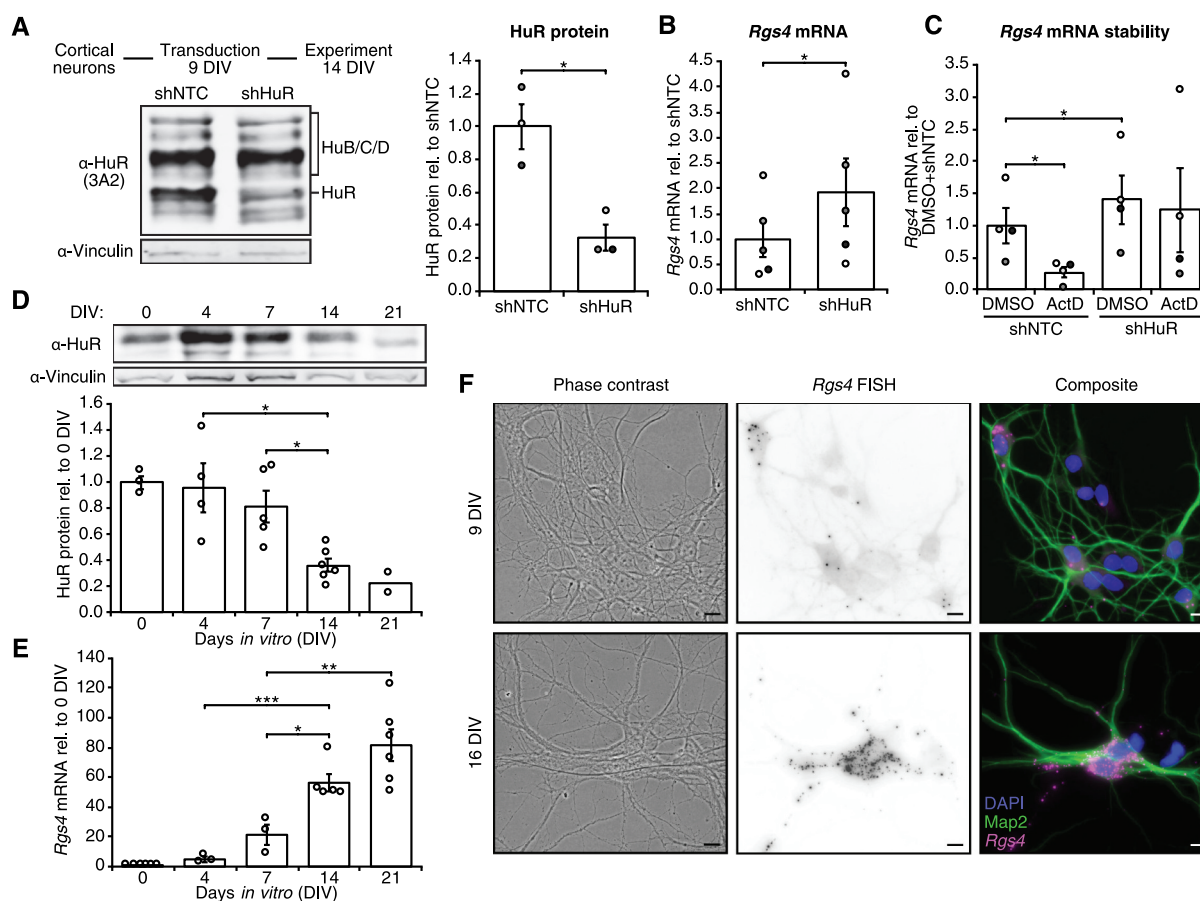 A
Cortical neurons
Transduction 9 DIV
Experiment 14 DIV
shNTC shHuR
α-HuR (3A2)
HuB/C/D
HuR
α-Vinculin
HuR protein
HuR protein rel. to shNTC
1.4
1.2
1.0
0.8
0.6
0.4
0.2
0.0
*
shNTC shHuR
B
Rgs4 mRNA
Rgs4 mRNA rel. to shNTC
4.5
4.0
3.5
3.0
2.5
2.0
1.5
1.0
0.5
0.0
*
shNTC shHuR
C
Rgs4 mRNA stability
Rgs4 mRNA rel. to
DMSO+shNTC
3.5
3.0
2.5
2.0
1.5
1.0
0.5
0.0
*
*
DMSO ActD DMSO ActD
shNTC shHuR
D
DIV: 0 4 7 14 21
α-HuR
α-Vinculin
HuR protein rel. to 0 DIV
1.6
1.4
1.2
1.0
0.8
0.6
0.4
0.2
0.0
*
*
0 4 7 14 21
Days in vitro (DIV)
E
Rgs4 mRNA rel. to 0 DIV
140
120
100
80
60
40
20
0
**
***
*
0 4 7 14 21
Days in vitro (DIV)
F
Phase contrast Rgs4 FISH Composite
9 DIV
16 DIV
DAPI
Map2
Rgs4